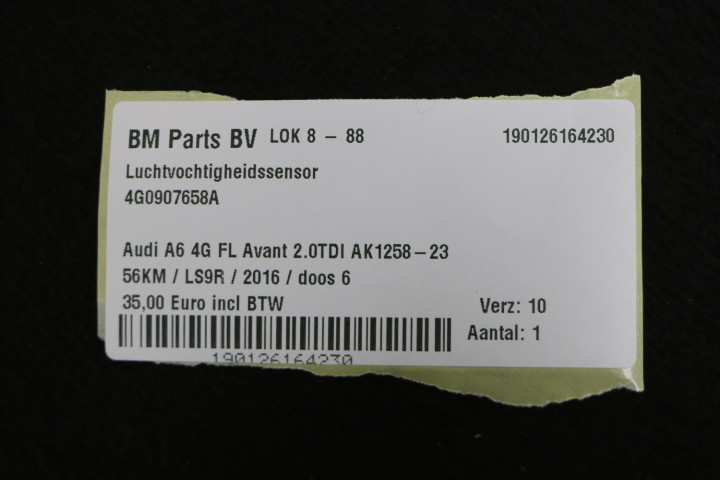 BM Parts BV LOK 8 - 88 190126164230
Luchtvochtigheidssensor
4G0907658A
Audi A6 4G FL Avant 2.0TDI AK1258-23
56KM / LS9R / 2016 / doos 6
35,00 Euro incl BTW Verz: 10
Aantal: 1
190126164230